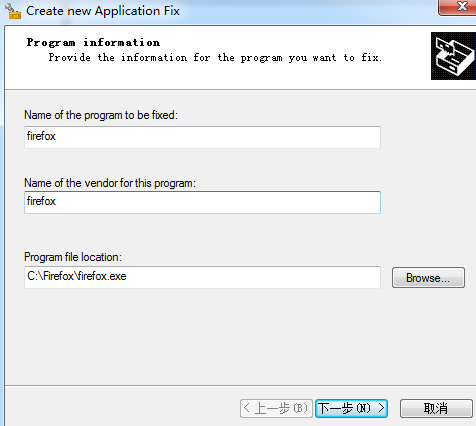 Create new Application Fix
Program information
Provide the information for the program you want to fix.
Name of the program to be fixed:
firefox
Name of the vendor for this program:
firefox
Program file location:
C:\Firefox\firefox.exe
Browse...
< 上一步(B)
下一步(N) >
取消